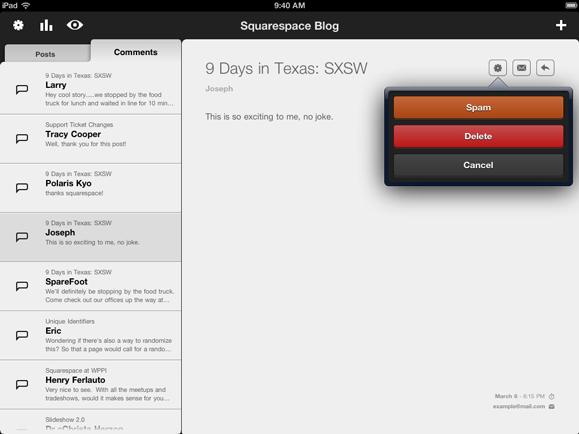 iPad
9:40 AM
Squarespace Blog
Posts
Comments
9 Days in Texas: SXSW
Larry
Hey cool story.....we stopped by the food
truck for lunch and waited in line for 10 min...
Support Ticket Changes
Tracy Cooper
Well, thank you for this post!
Polaris Kyo
thanks squarespace!
9 Days in Texas: SXSW
Joseph
This is so exciting to me, no joke.
9 Days in Texas: SXSW
SpareFoot
We'll definitely be stopping by the food truck.
Come check out our offices up the way at...
Unique Identifiers
Eric
Wondering if there's also a way to randomize
this? So that a page would call for a rando...
Squarespace at WPPI
Henry Ferlauto
Very nice to see. With all the meetups and
tradeshows, would it makes sense for you...
Slideshow 2.0
9 Days in Texas: SXSW
Joseph
This is so exciting to me, no joke.
Spam
Delete
Cancel
March 8 - 6:15 PM
example@mail.com